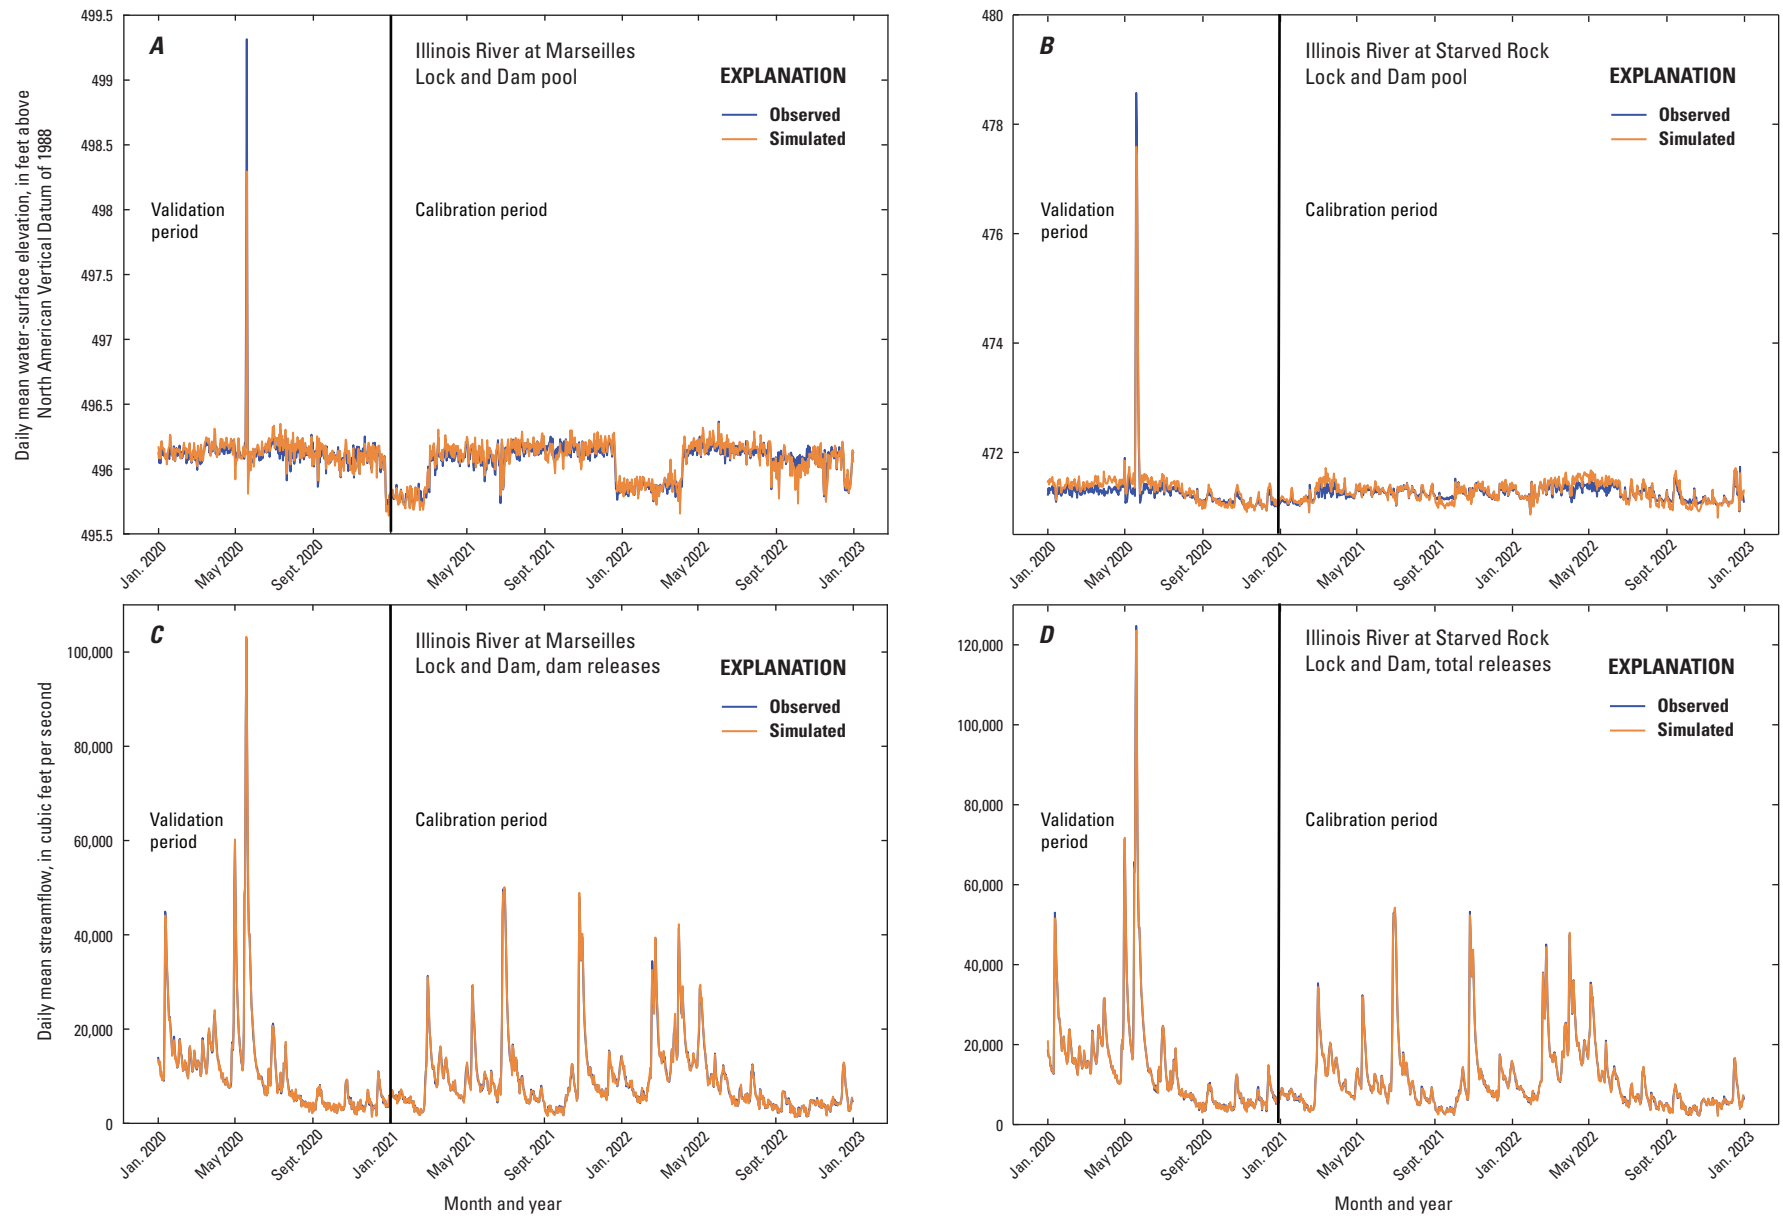 A
Illinois River at Marseilles
Lock and Dam pool
EXPLANATION
Observed
Simulated
Validation
period
Calibration period
Daily mean water-surface elevation, in feet above
North American Vertical Datum of 1988
499.5
499
498.5
498
497.5
497
496.5
496
495.5
Jan. 2020
May 2020
Sept. 2020
May 2021
Sept. 2021
Jan. 2022
May 2022
Sept. 2022
Jan. 2023
B
Illinois River at Starved Rock
Lock and Dam pool
EXPLANATION
Observed
Simulated
Validation
period
Calibration period
480
478
476
474
472
Jan. 2020
May 2020
Sept. 2020
Jan. 2021
May 2021
Sept. 2021
Jan. 2022
May 2022
Sept. 2022
Jan. 2023
C
Illinois River at Marseilles
Lock and Dam, dam releases
EXPLANATION
Observed
Simulated
Validation
period
Calibration period
Daily mean streamflow, in cubic feet per second
100,000
80,000
60,000
40,000
20,000
0
Jan. 2020
May 2020
Sept. 2020
Jan. 2021
May 2021
Sept. 2021
Jan. 2022
May 2022
Sept. 2022
Jan. 2023
Month and year
D
Illinois River at Starved Rock
Lock and Dam, total releases
EXPLANATION
Observed
Simulated
Validation
period
Calibration period
120,000
100,000
80,000
60,000
40,000
20,000
0
Jan. 2020
May 2020
Sept. 2020
Jan. 2021
May 2021
Sept. 2021
Jan. 2022
May 2022
Sept. 2022
Jan. 2023
Month and year